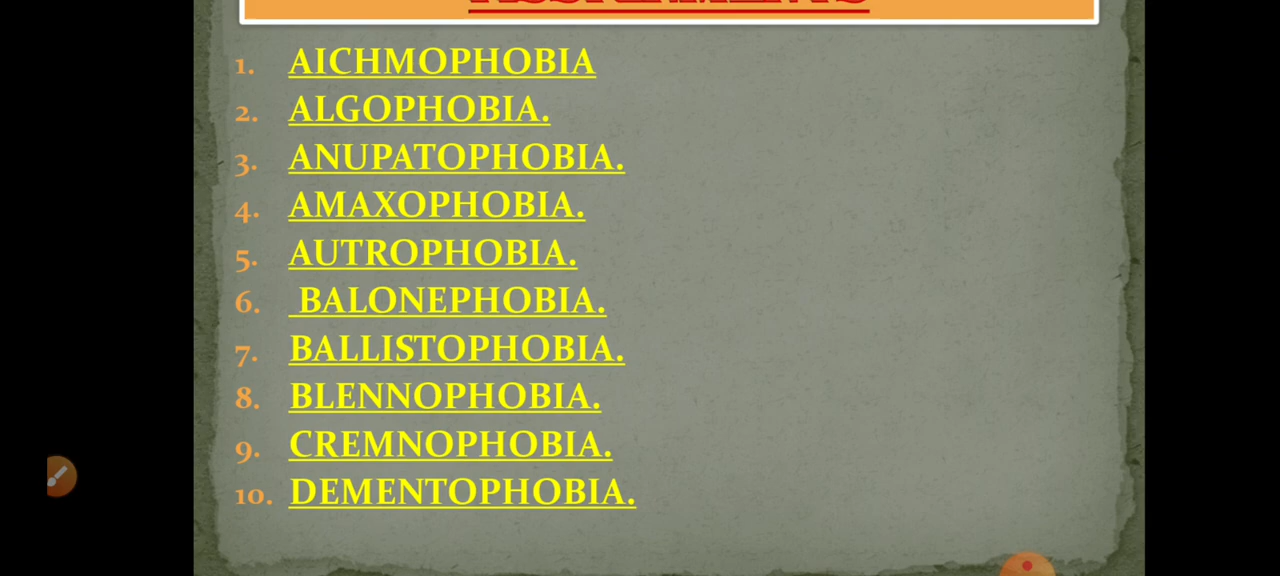 1. AICHMOPHOBIA
2. ALGOPHOBIA.
3. ANUPATOPHOBIA.
4. AMAXOPHOBIA.
5. AUTROPHOBIA.
6. BALONEPHOBIA.
7. BALLISTOPHOBIA.
8. BLENNOPHOBIA.
9. CREMNOPHOBIA.
10. DEMENTOPHOBIA.